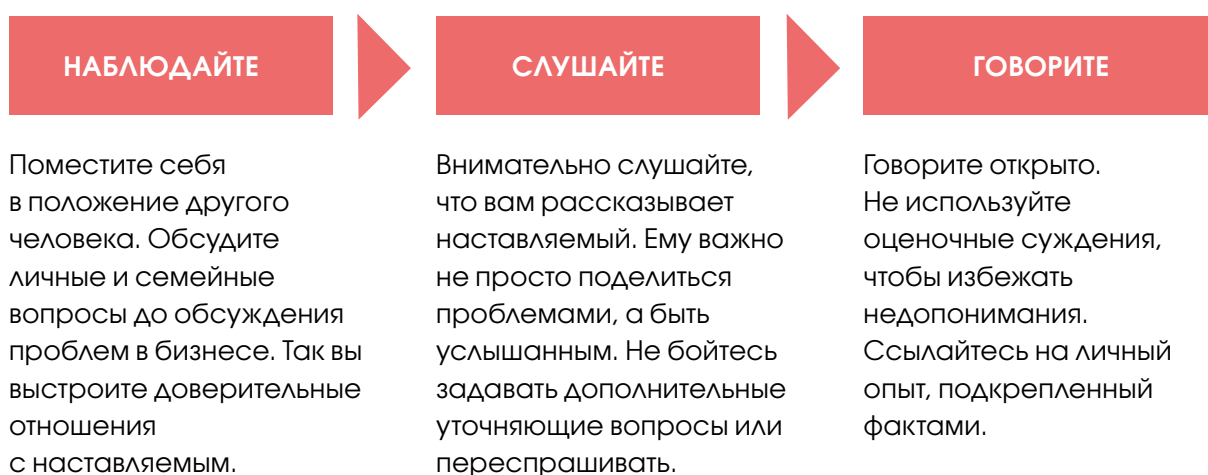 НАБЛЮДАЙТЕ
Поместите себя
в положение другого
человека. Обсудите
личные и семейные
вопросы до обсуждения
проблем в бизнесе. Так вы
выстроите доверительные
отношения
с наставляемым.
СЛУШАЙТЕ
Внимательно слушайте,
что вам рассказывает
наставляемый. Ему важно
не просто поделиться
проблемами, а быть
услышанным. Не бойтесь
задавать дополнительные
уточняющие вопросы или
переспрашивать.
ГОВОРИТЕ
Говорите открыто.
Не используйте
оценочные суждения,
чтобы избежать
недопонимания.
Ссылайтесь на личный
опыт, подкрепленный
фактами.